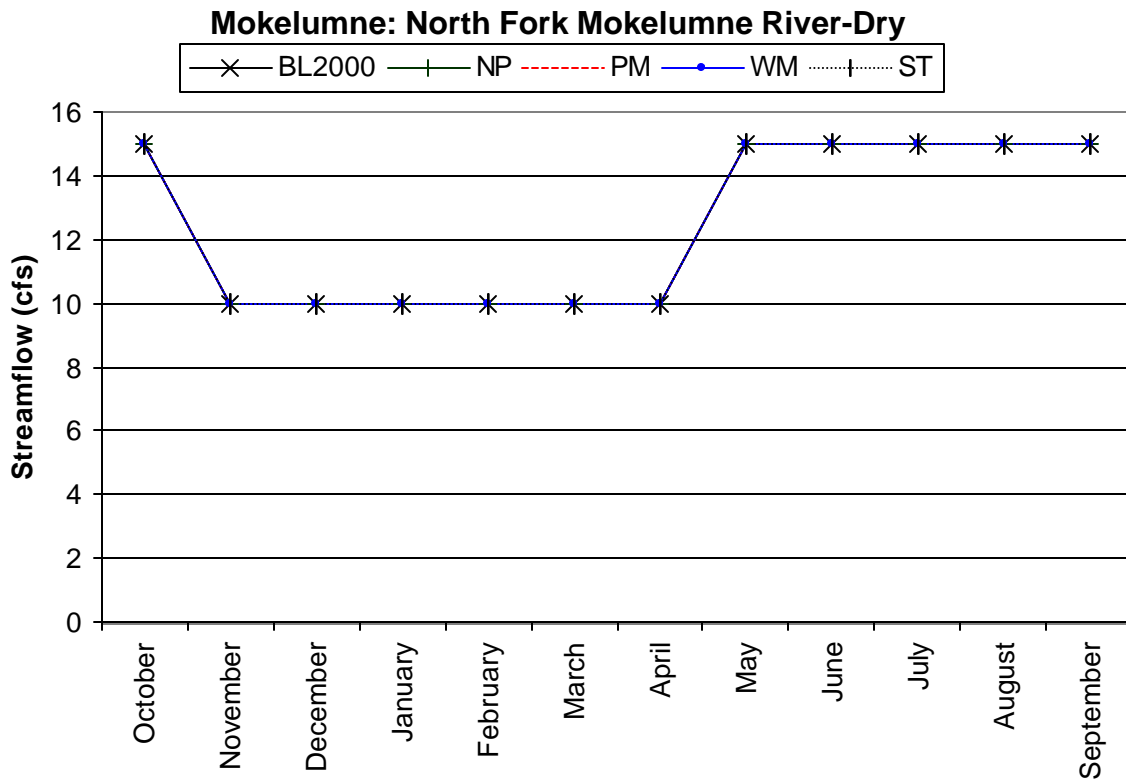 Mokelumne: North Fork Mokelumne River-Dry
BL2000 NP PM WM ST
16
14
12
10
8
6
4
2
0
Streamflow (cfs)
October
November
December
January
February
March
April
May
June
July
August
September